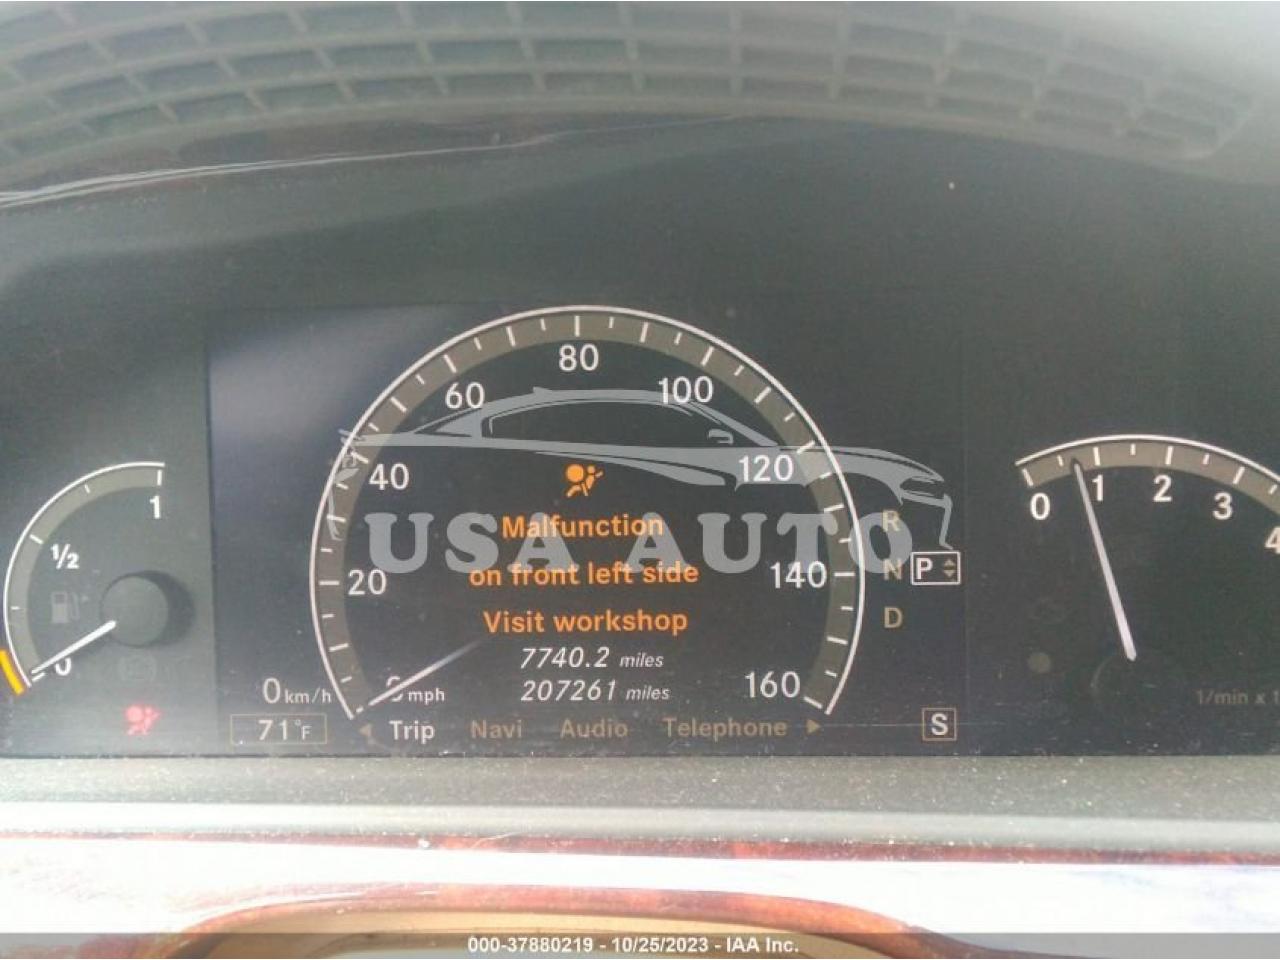 80
60
100
40
120
1
0
1
2
3
4
USA AUTO
Malfunction
R
1/2
on front left side
20
140
N
P
Visit workshop
D
0
7740.2 miles
0 km/h
mph
207261 miles
160
1/min x 1
71°F
Trip Navi Audio Telephone
S
000-37880219 - 10/25/2023 - IAA Inc.